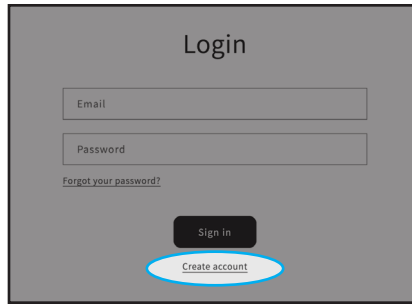 Login
Email
Password
Forgot your password?
Sign in
Create account